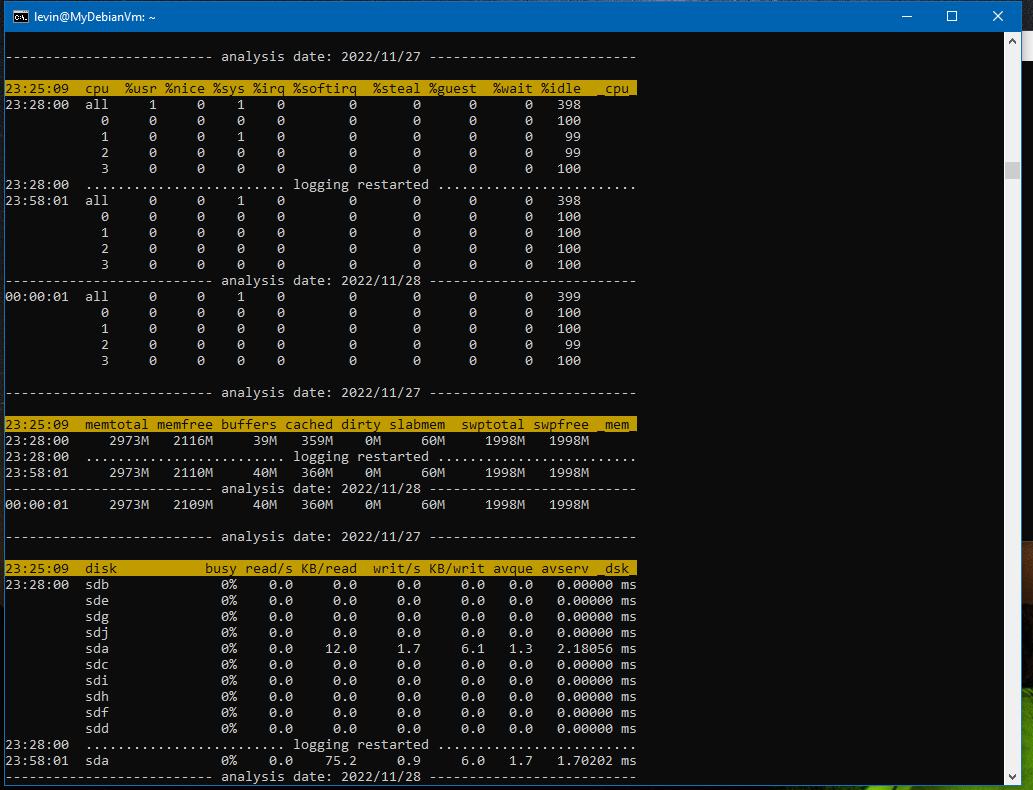 levin@MyDebianVm: ~
-------------------------- analysis date: 2022/11/27 --------------------------
23:25:09  cpu  %usr %nice %sys %irq %softirq  %steal %guest  %wait %idle  _cpu_
23:28:00  all     1     0    1    0        0       0      0      0   398
            0     0     0    0    0        0       0      0      0   100
            1     0     0    1    0        0       0      0      0    99
            2     0     0    0    0        0       0      0      0    99
            3     0     0    0    0        0       0      0      0   100
23:28:00  ......................... logging restarted .........................
23:58:01  all     0     0    1    0        0       0      0      0   398
            0     0     0    0    0        0       0      0      0   100
            1     0     0    0    0        0       0      0      0   100
            2     0     0    0    0        0       0      0      0   100
            3     0     0    0    0        0       0      0      0   100
-------------------------- analysis date: 2022/11/28 --------------------------
00:00:01  all     0     0    1    0        0       0      0      0   399
            0     0     0    0    0        0       0      0      0   100
            1     0     0    0    0        0       0      0      0   100
            2     0     0    0    0        0       0      0      0    99
            3     0     0    0    0        0       0      0      0   100
-------------------------- analysis date: 2022/11/27 --------------------------
23:25:09  memtotal memfree buffers cached dirty slabmem  swptotal swpfree _mem_
23:28:00     2973M   2116M     39M   359M    0M     60M     1998M   1998M
23:28:00  ......................... logging restarted .........................
23:58:01     2973M   2110M     40M   360M    0M     60M     1998M   1998M
-------------------------- analysis date: 2022/11/28 --------------------------
00:00:01     2973M   2109M     40M   360M    0M     60M     1998M   1998M
-------------------------- analysis date: 2022/11/27 --------------------------
23:25:09  disk           busy read/s KB/read  writ/s KB/writ avque avserv _dsk_
23:28:00  sdb              0%    0.0     0.0     0.0     0.0   0.0   0.00000 ms
          sde              0%    0.0     0.0     0.0     0.0   0.0   0.00000 ms
          sdg              0%    0.0     0.0     0.0     0.0   0.0   0.00000 ms
          sdj              0%    0.0     0.0     0.0     0.0   0.0   0.00000 ms
          sda              0%    0.0    12.0     1.7     6.1   1.3   2.18056 ms
          sdc              0%    0.0     0.0     0.0     0.0   0.0   0.00000 ms
          sdi              0%    0.0     0.0     0.0     0.0   0.0   0.00000 ms
          sdh              0%    0.0     0.0     0.0     0.0   0.0   0.00000 ms
          sdf              0%    0.0     0.0     0.0     0.0   0.0   0.00000 ms
          sdd              0%    0.0     0.0     0.0     0.0   0.0   0.00000 ms
23:28:00  ......................... logging restarted .........................
23:58:01  sda              0%    0.0    75.2     0.9     6.0   1.7   1.70202 ms
-------------------------- analysis date: 2022/11/28 --------------------------